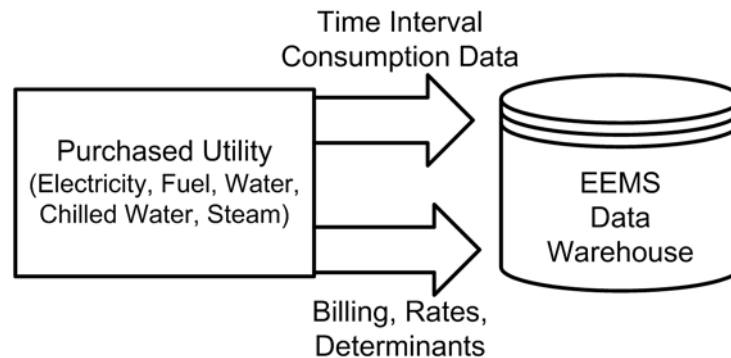 Time Interval
Consumption Data
Purchased Utility
(Electricity, Fuel, Water,
Chilled Water, Steam)
EEMS
Data
Warehouse
Billing, Rates,
Determinants